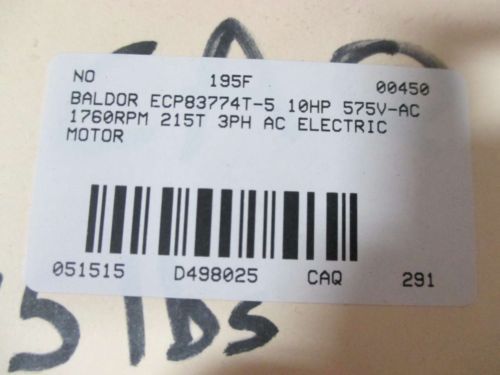 NO 195F 00450
BALDOR ECP83774T-5 10HP 575V-AC
1760RPM 215T 3PH AC ELECTRIC
MOTOR
051515 D498025 CAQ 291